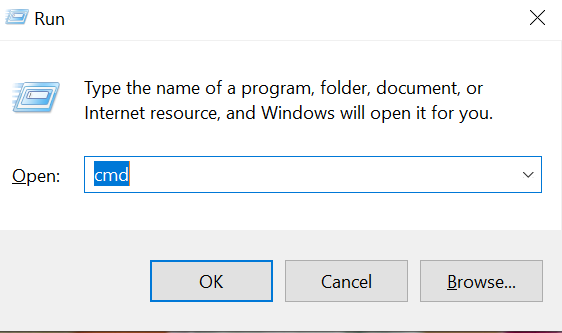 Run
Type the name of a program, folder, document, or
Internet resource, and Windows will open it for you.
Open: cmd
OK Cancel Browse...